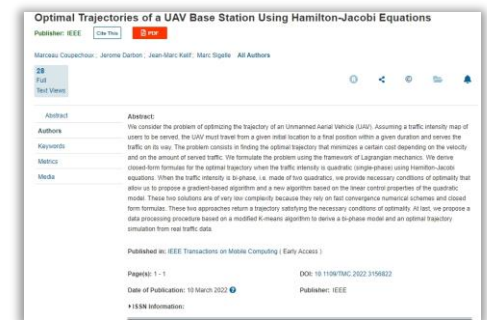 Optimal Trajectories of a UAV Base Station Using Hamilton-Jacobi Equations
Publisher: IEEE
Cite This
PDF
Marceau Coupechoux; Jerome Darbon; Jean-Marc Kelif; Marc Sigelle All Authors
28
Full
Text Views
Abstract
Authors
Keywords
Metrics
Media
Abstract:
We consider the problem of optimizing the trajectory of an Unmanned Aerial Vehicle (UAV). Assuming a traffic intensity map of
users to be served, the UAV must travel from a given initial location to a final position within a given duration and serves the
traffic on its way. The problem consists in finding the optimal trajectory that minimizes a certain cost depending on the velocity
and on the amount of served traffic. We formulate the problem using the framework of Lagrangian mechanics. We derive
closed-form formulas for the optimal trajectory when the traffic intensity is quadratic (single-phase) using Hamilton-Jacobi
equations. When the traffic intensity is bi-phase, i.e. made of two quadratics, we provide necessary conditions of optimality that
allow us to propose a gradient-based algorithm and a new algorithm based on the linear control properties of the quadratic
model. These two solutions are of very low complexity because they rely on fast convergence numerical schemes and closed
form formulas. These two approaches return a trajectory satisfying the necessary conditions of optimality. At last, we propose a
data processing procedure based on a modified K-means algorithm to derive a bi-phase model and an optimal trajectory
simulation from real traffic data.
Published in: IEEE Transactions on Mobile Computing ( Early Access )
Page(s): 1 - 1
DOI: 10.1109/TMC.2022.3156822
Date of Publication: 10 March 2022
Publisher: IEEE
ISSN Information: